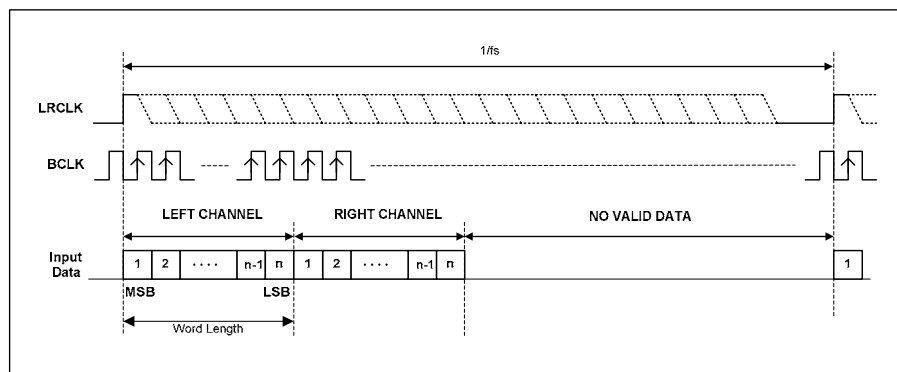 1/fs
LRCLK
BCLK
LEFT CHANNEL RIGHT CHANNEL NO VALID DATA
Input Data 1 2 ···· n-1 n 1 2 ···· n-1 n 1
MSB LSB
Word Length